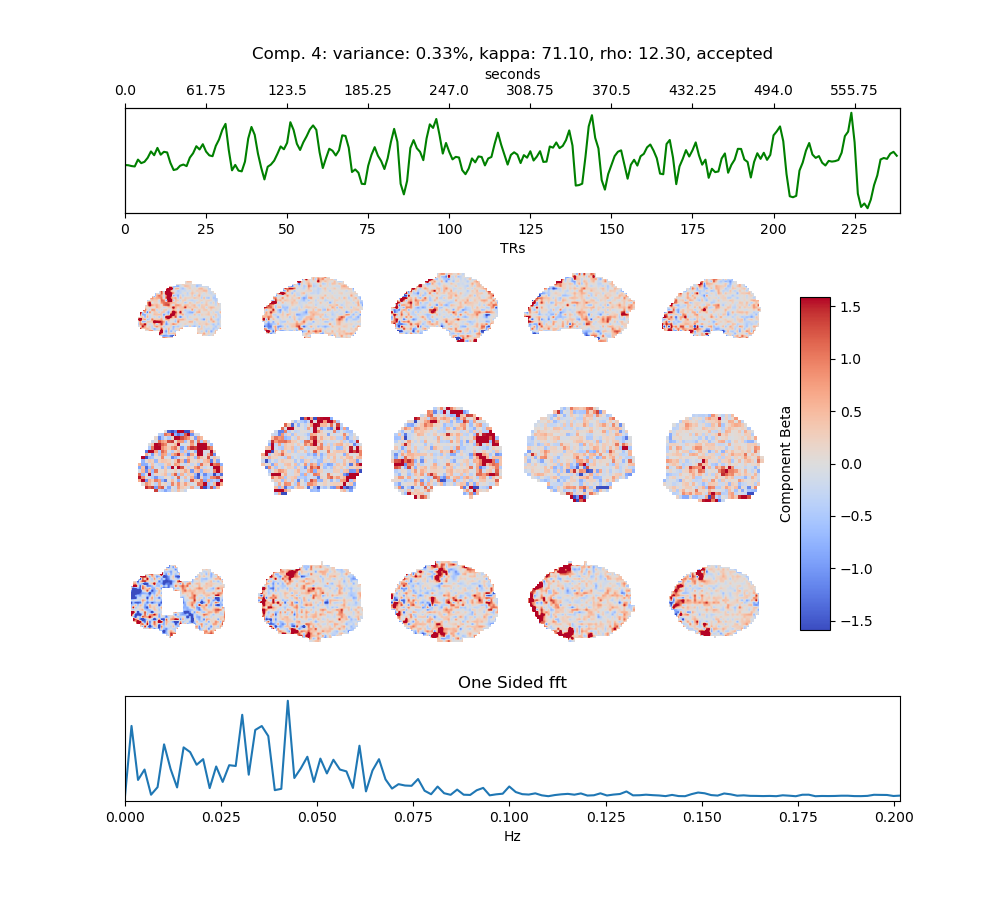 Comp. 4: variance: 0.33%, kappa: 71.10, rho: 12.30, accepted
seconds
0.0 61.75 123.5 185.25 247.0 308.75 370.5 432.25 494.0 555.75
0 25 50 75 100 125 150 175 200 225
TRs
1.5
1.0
0.5
0.0
−0.5
−1.0
−1.5
Component Beta
One Sided fft
0.000 0.025 0.050 0.075 0.100 0.125 0.150 0.175 0.200
Hz